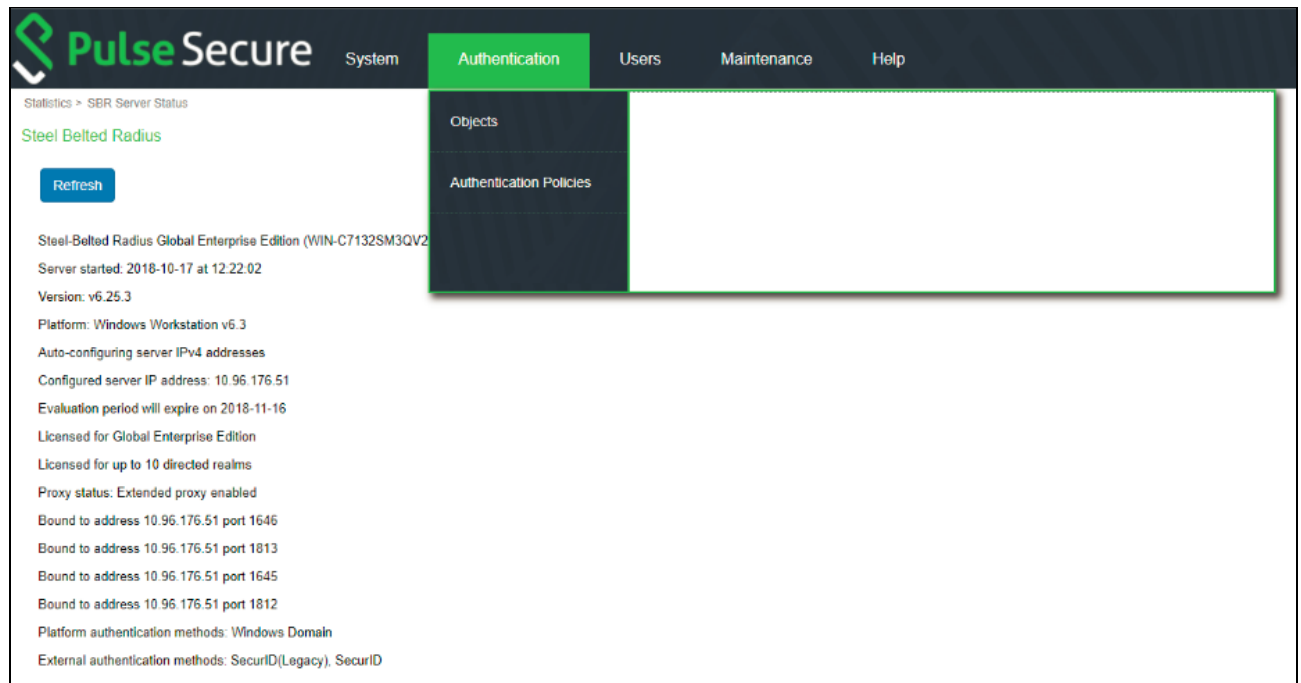 Pulse Secure
System Authentication Users Maintenance Help
Statistics > SBR Server Status
Steel Belted Radius
Refresh
Objects
Authentication Policies
Steel-Belted Radius Global Enterprise Edition (WIN-C7132SM3QV2
Server started: 2018-10-17 at 12:22:02
Version: v6.25.3
Platform: Windows Workstation v6.3
Auto-configuring server IPv4 addresses
Configured server IP address: 10.96.176.51
Evaluation period will expire on 2018-11-16
Licensed for Global Enterprise Edition
Licensed for up to 10 directed realms
Proxy status: Extended proxy enabled
Bound to address 10.96.176.51 port 1646
Bound to address 10.96.176.51 port 1813
Bound to address 10.96.176.51 port 1645
Bound to address 10.96.176.51 port 1812
Platform authentication methods: Windows Domain
External authentication methods: SecurID(Legacy), SecurID